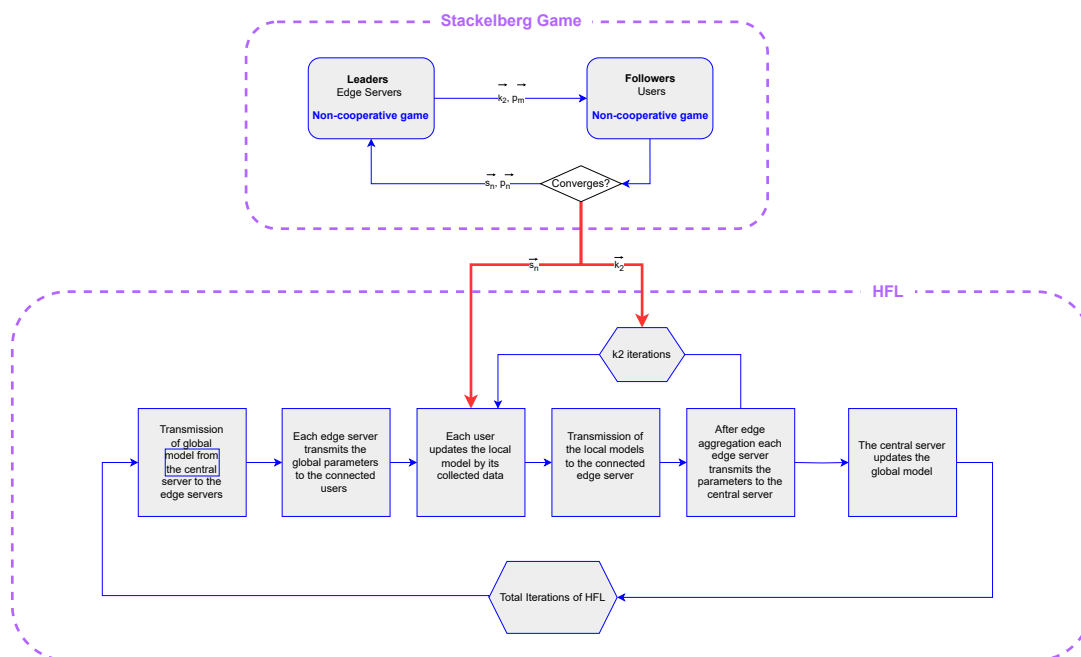 Stackelberg Game
Leaders
Edge Servers
Non-cooperative game
k2, pm
Followers
Users
Non-cooperative game
sn, pn
Converges?
sn
k2
HFL
k2 iterations
Transmission
of global
model from
the central
server to the
edge servers
Each edge server
transmits the
global parameters
to the connected
users
Each user
updates the local
model by its
collected data
Transmission of
the local models
to the connected
edge server
After edge
aggregation each
edge server
transmits the
parameters to the
central server
The central server
updates the
global model
Total Iterations of HFL